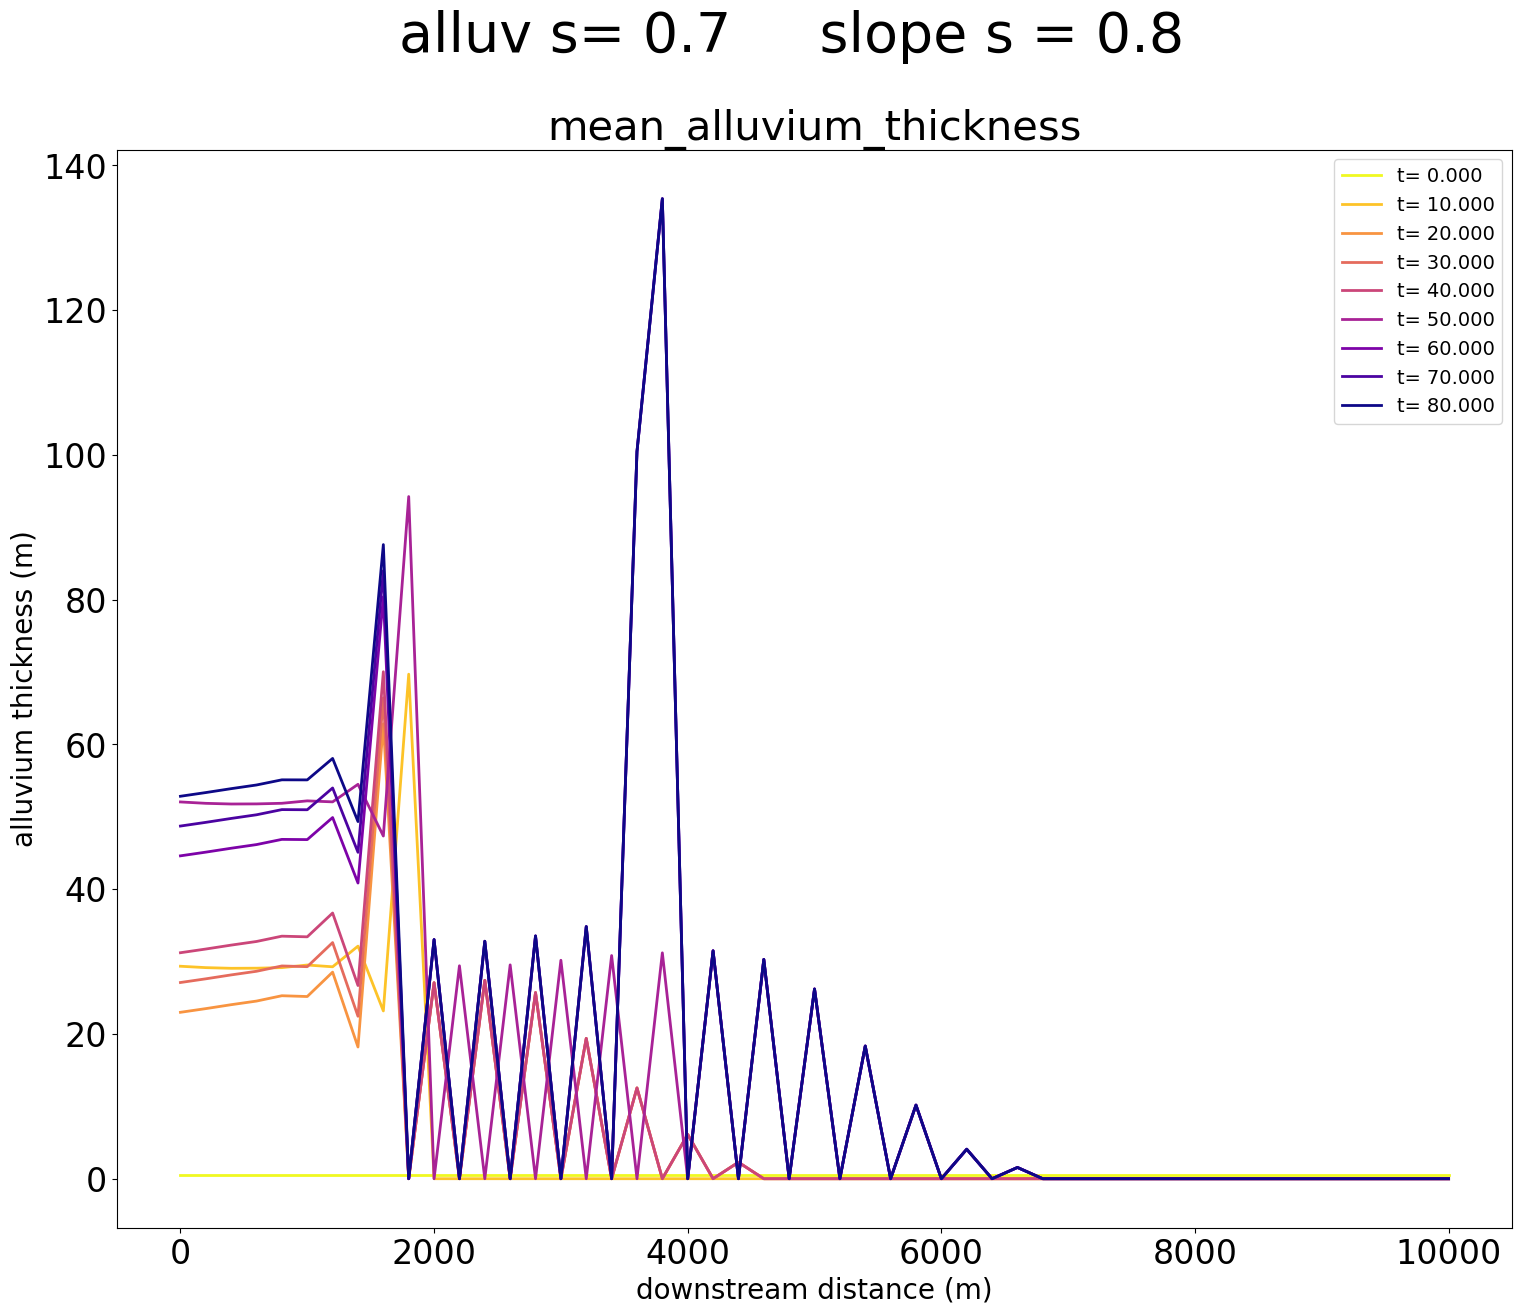 alluv s= 0.7     slope s = 0.8
mean_alluvium_thickness
140
120
100
80
60
40
20
0
alluvium thickness (m)
t= 0.000
t= 10.000
t= 20.000
t= 30.000
t= 40.000
t= 50.000
t= 60.000
t= 70.000
t= 80.000
0 2000 4000 6000 8000 10000
downstream distance (m)